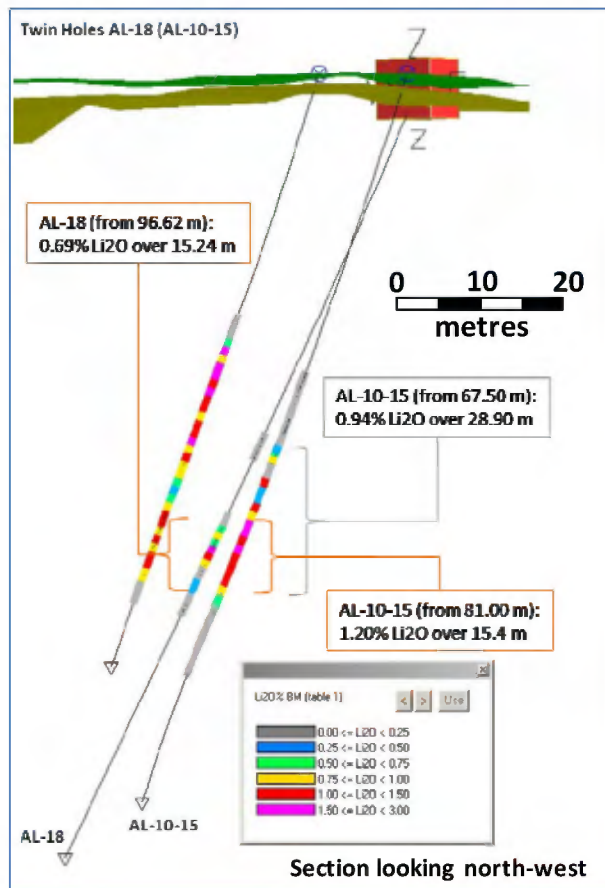 Twin Holes AL-18 (AL-10-15)
Z
Z
AL-18 (from 96.62 m):
0.69% Li2O over 15.24 m
0 10 20
metres
AL-10-15 (from 67.50 m):
0.94% Li2O over 28.90 m
AL-10-15 (from 81.00 m):
1.20% Li2O over 15.4 m
Li2O% BM (table 1)
< > Use
0.00 <= Li2O < 0.25
0.25 <= Li2O < 0.50
0.50 <= Li2O < 0.75
0.75 <= Li2O < 1.00
1.00 <= Li2O < 1.50
1.50 <= Li2O < 3.00
AL-10-15
AL-18
Section looking north-west